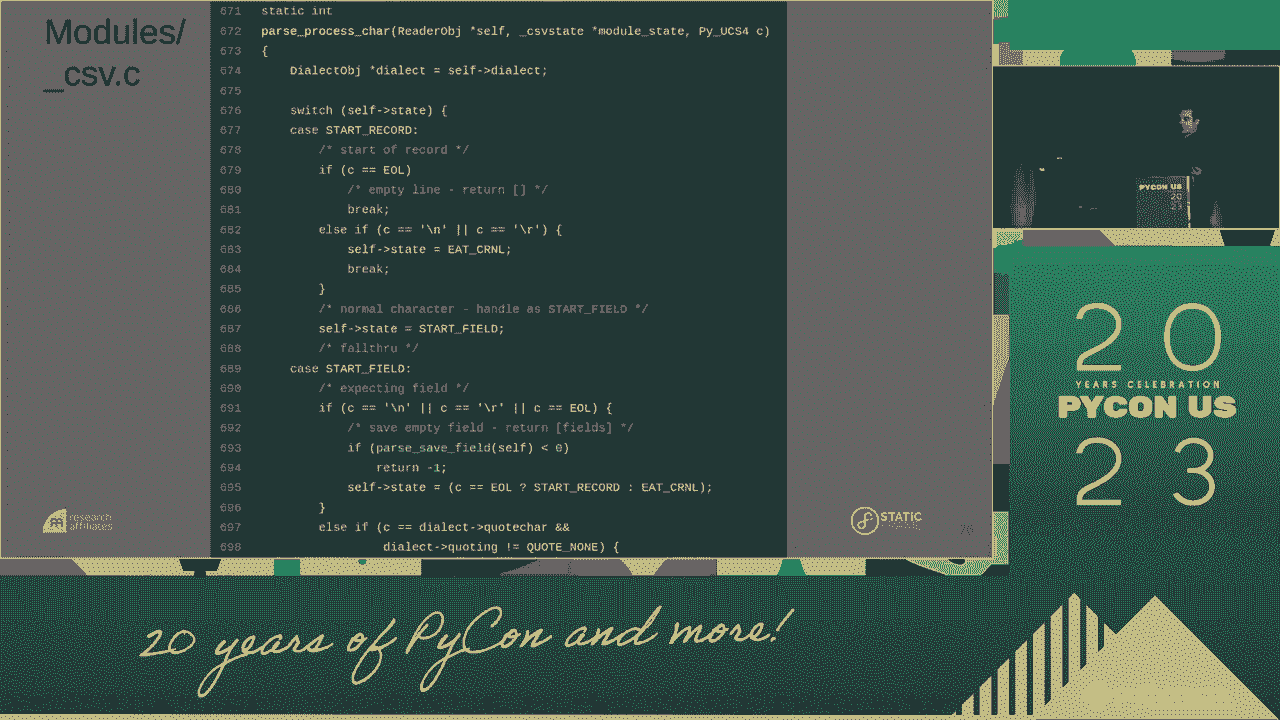 Modules/
_csv.c
671 static int
672 parse_process_char(ReaderObj *self, _csvstate *module_state, Py_UCS4 c)
673 {
674     DialectObj *dialect = self->dialect;
675
676     switch (self->state) {
677     case START_RECORD:
678         /* start of record */
679         if (c == EOL)
680             /* empty line - return [] */
681             break;
682         else if (c == '\n' || c == '\r') {
683             self->state = EAT_CRNL;
684             break;
685         }
686         /* normal character - handle as START_FIELD */
687         self->state = START_FIELD;
688         /* fallthru */
689     case START_FIELD:
690         /* expecting field */
691         if (c == '\n' || c == '\r' || c == EOL) {
692             /* save empty field - return [fields] */
693             if (parse_save_field(self) < 0)
694                 return -1;
695             self->state = (c == EOL ? START_RECORD : EAT_CRNL);
696         }
697         else if (c == dialect->quotechar &&
698                  dialect->quoting != QUOTE_NONE) {
research
affiliates
STATIC
26
PYCON US
20
20
YEARS CELEBRATION
PYCON US
23
20 years of PyCon and more!